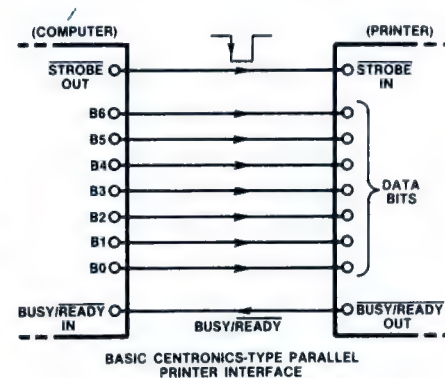 (COMPUTER) (PRINTER)
STROBE OUT STROBE IN
B6
B5
B4
B3
B2
B1
B0
DATA BITS
BUSY/READY IN BUSY/READY BUSY/READY OUT
BASIC CENTRONICS-TYPE PARALLEL
PRINTER INTERFACE